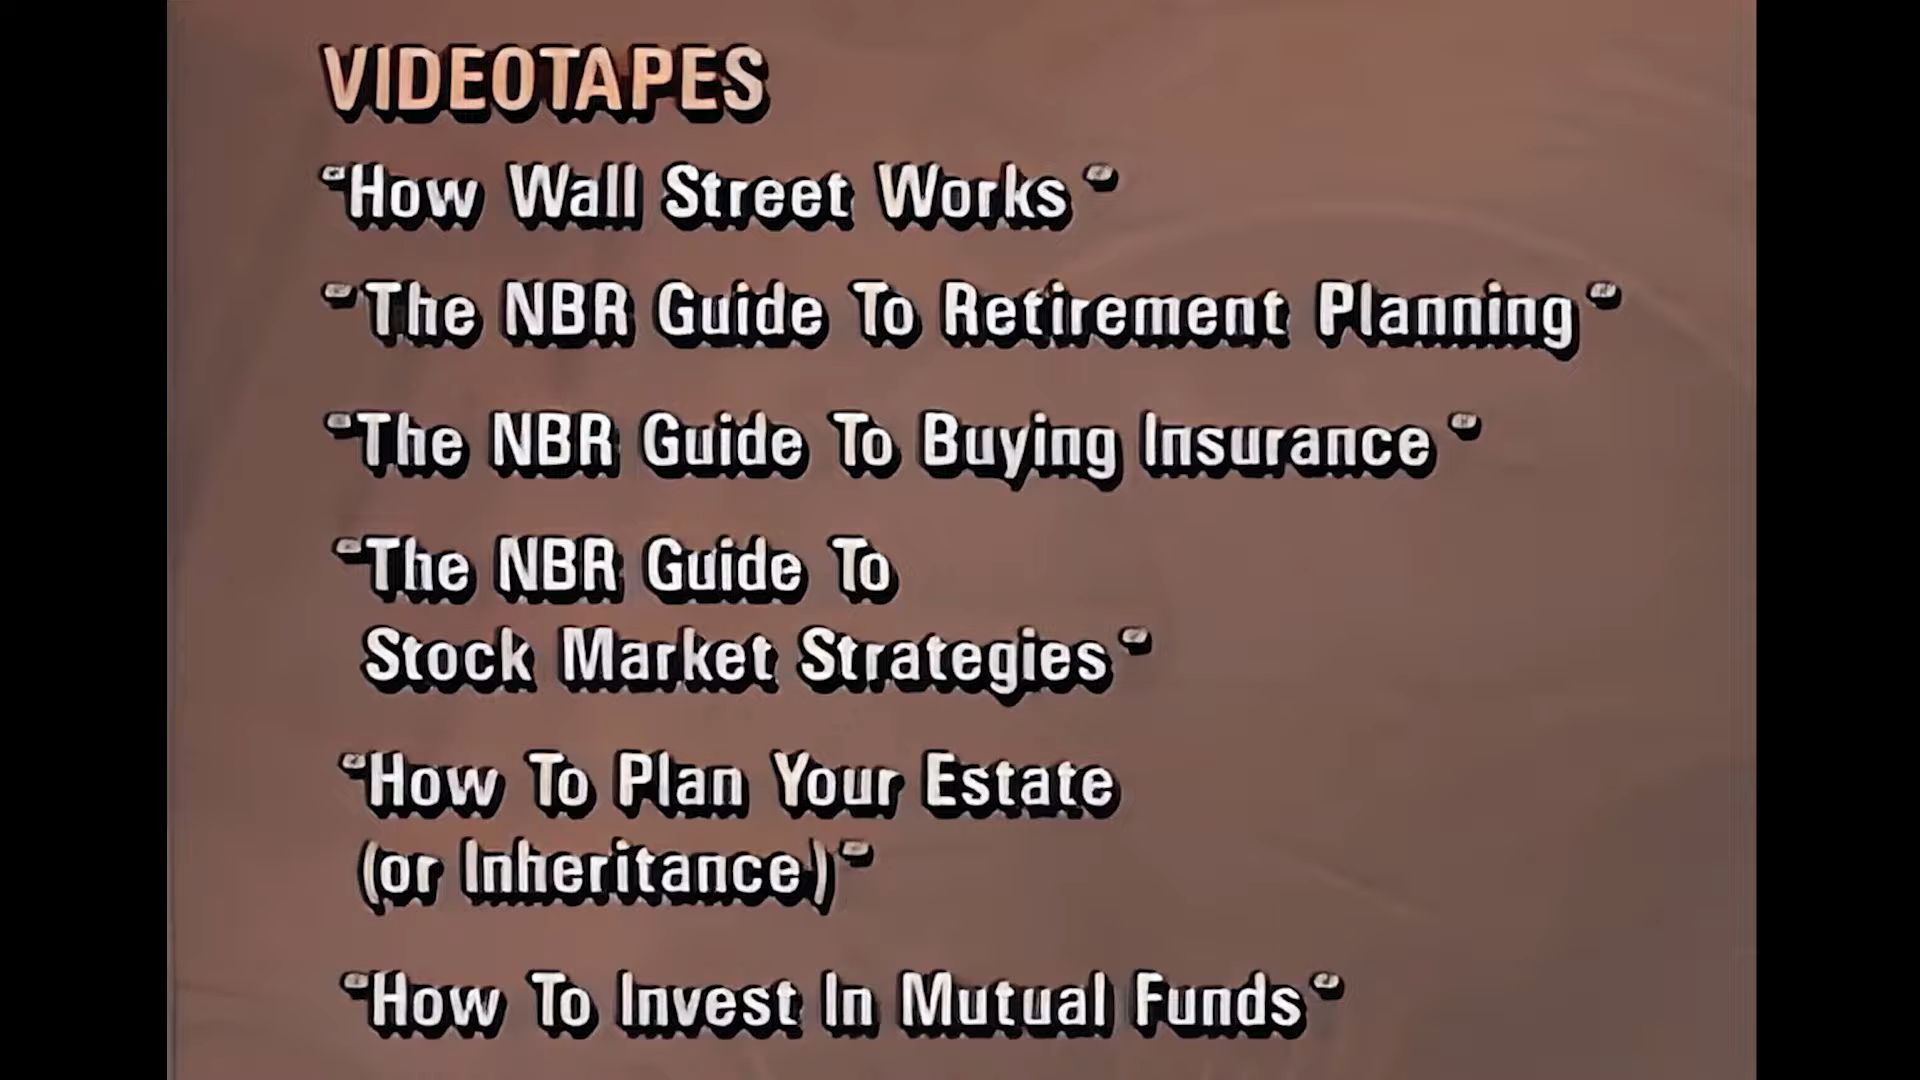 VIDEOTAPES
"How Wall Street Works"
"The NBR Guide To Retirement Planning"
"The NBR Guide To Buying Insurance"
"The NBR Guide To
Stock Market Strategies"
"How To Plan Your Estate
(or Inheritance)"
"How To Invest In Mutual Funds"